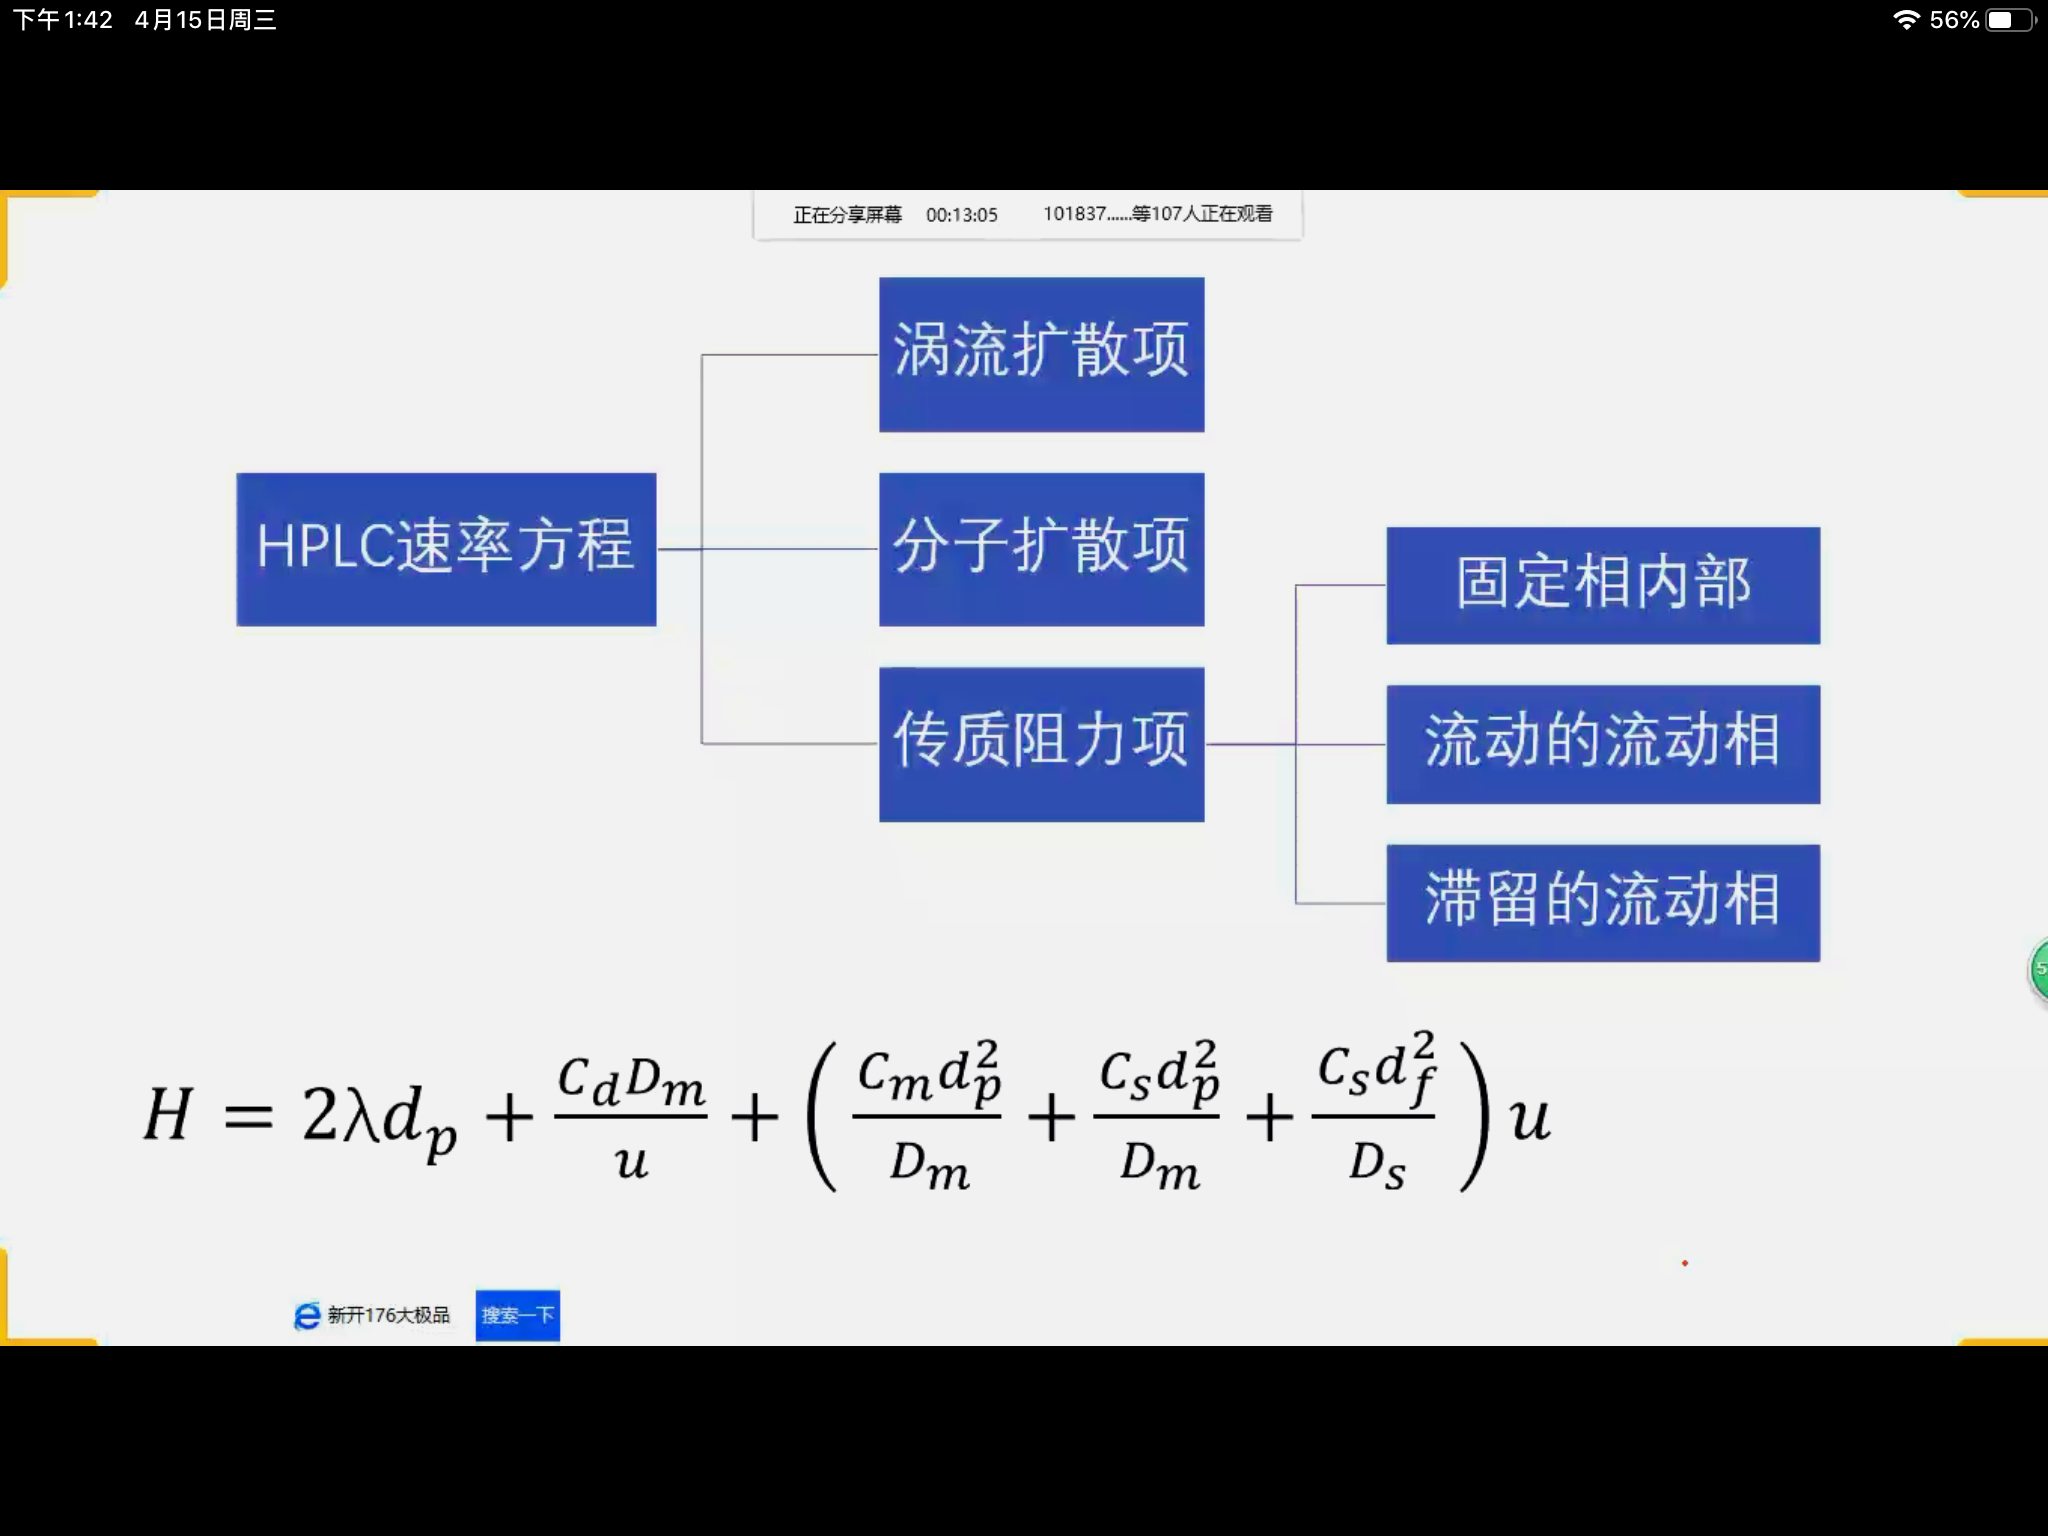 下午1:42 4月15日周三
56%
正在分享屏幕 00:13:05 101837......等107人正在观看
涡流扩散项
HPLC速率方程
分子扩散项
传质阻力项
固定相内部
流动的流动相
滞留的流动相
H = 2λd_p + \frac{C_d D_m}{u} + \left( \frac{C_m d_p^2}{D_m} + \frac{C_s d_p^2}{D_m} + \frac{C_s d_f^2}{D_s} \right) u
新开176大极品 搜索一下